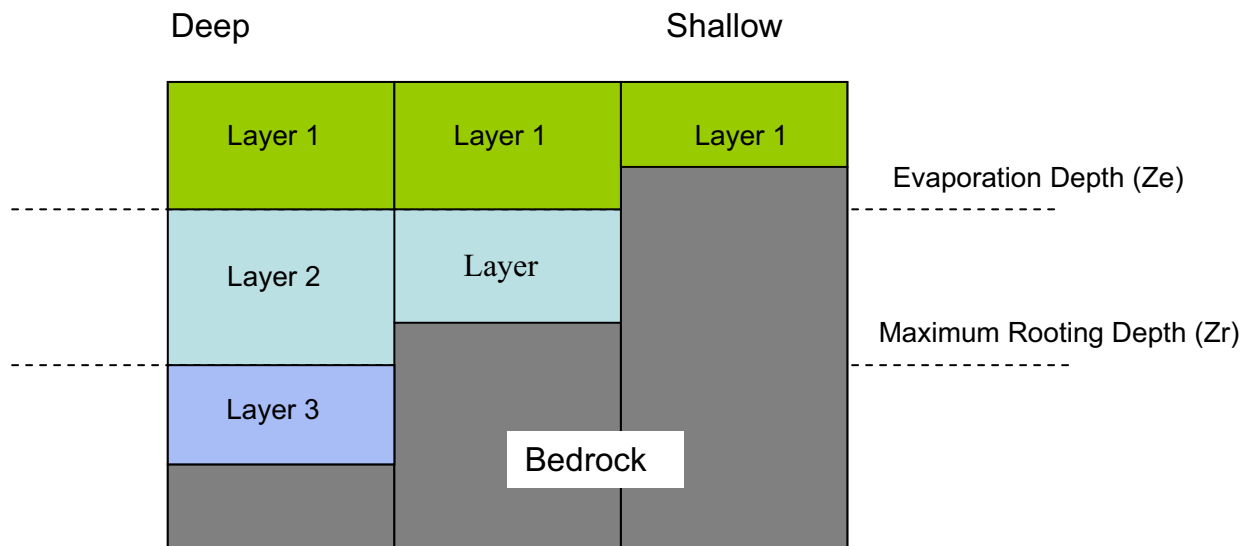 Deep
Shallow
Layer 1
Layer 1
Layer 1
Evaporation Depth (Ze)
Layer 2
Layer
Maximum Rooting Depth (Zr)
Layer 3
Bedrock